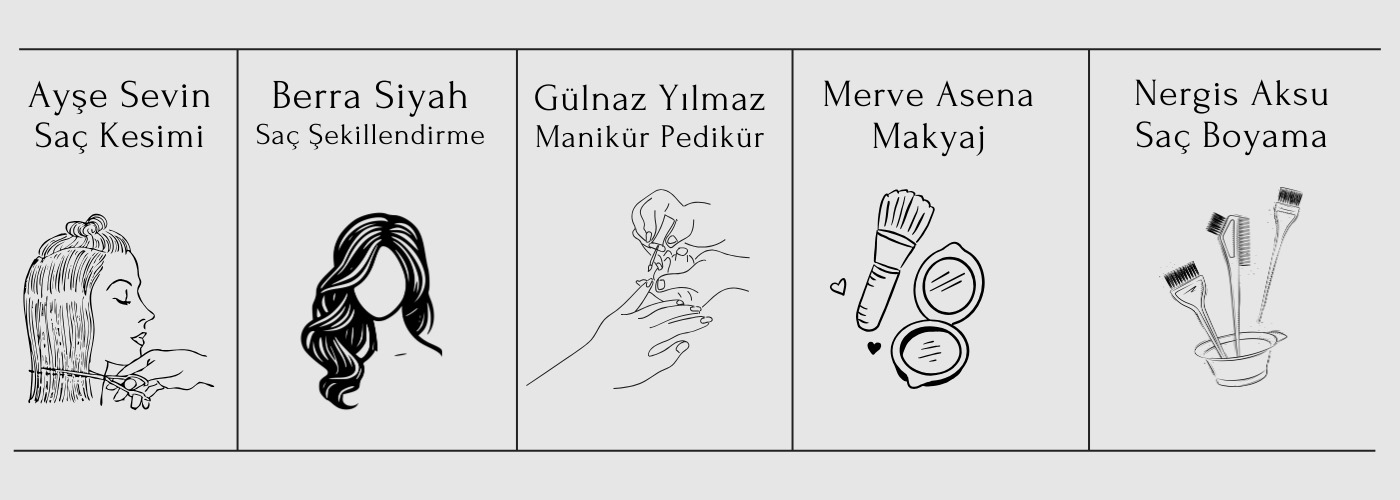 Ayşe Sevin
Saç Kesimi
Berra Siyah
Saç Şekillendirme
Gülnaz Yılmaz
Manikür Pedikür
Merve Asena
Makyaj
Nergis Aksu
Saç Boyama